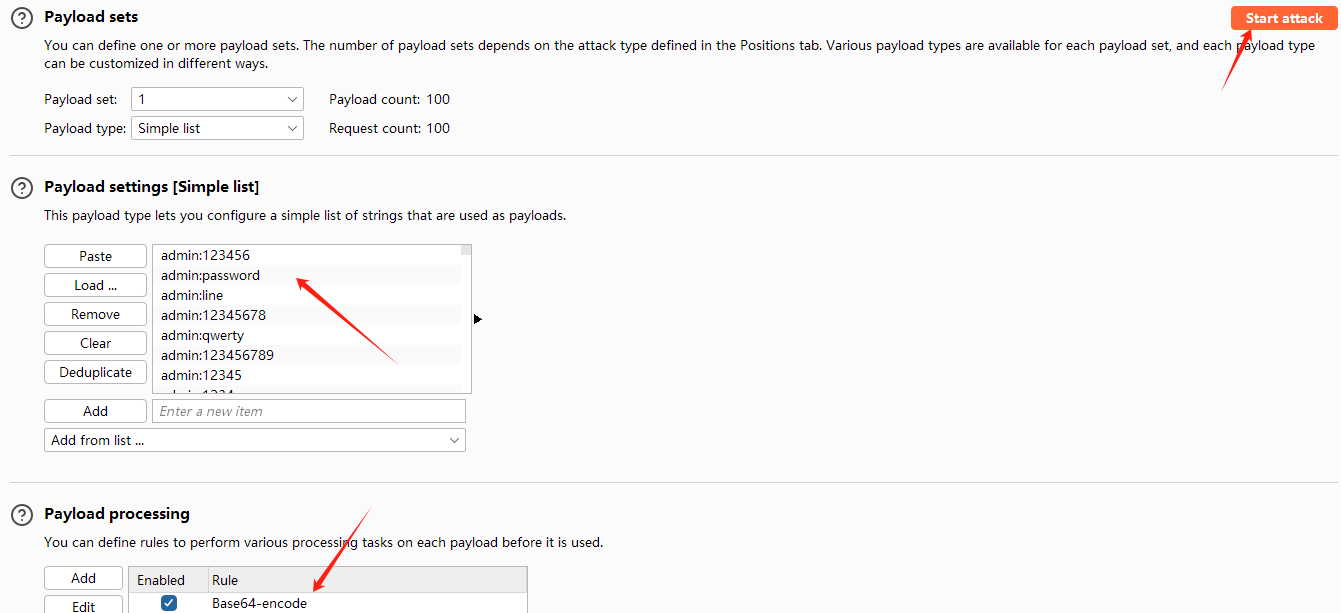 Payload sets
Start attack
You can define one or more payload sets. The number of payload sets depends on the attack type defined in the Positions tab. Various payload types are available for each payload set, and each payload type
can be customized in different ways.
Payload set: 1 Payload count: 100
Payload type: Simple list Request count: 100
Payload settings [Simple list]
This payload type lets you configure a simple list of strings that are used as payloads.
Paste
Load ...
Remove
Clear
Deduplicate
admin:123456
admin:password
admin:line
admin:12345678
admin:qwerty
admin:123456789
admin:12345
Add
Enter a new item
Add from list ...
Payload processing
You can define rules to perform various processing tasks on each payload before it is used.
Add
Edit
Enabled Rule
Base64-encode